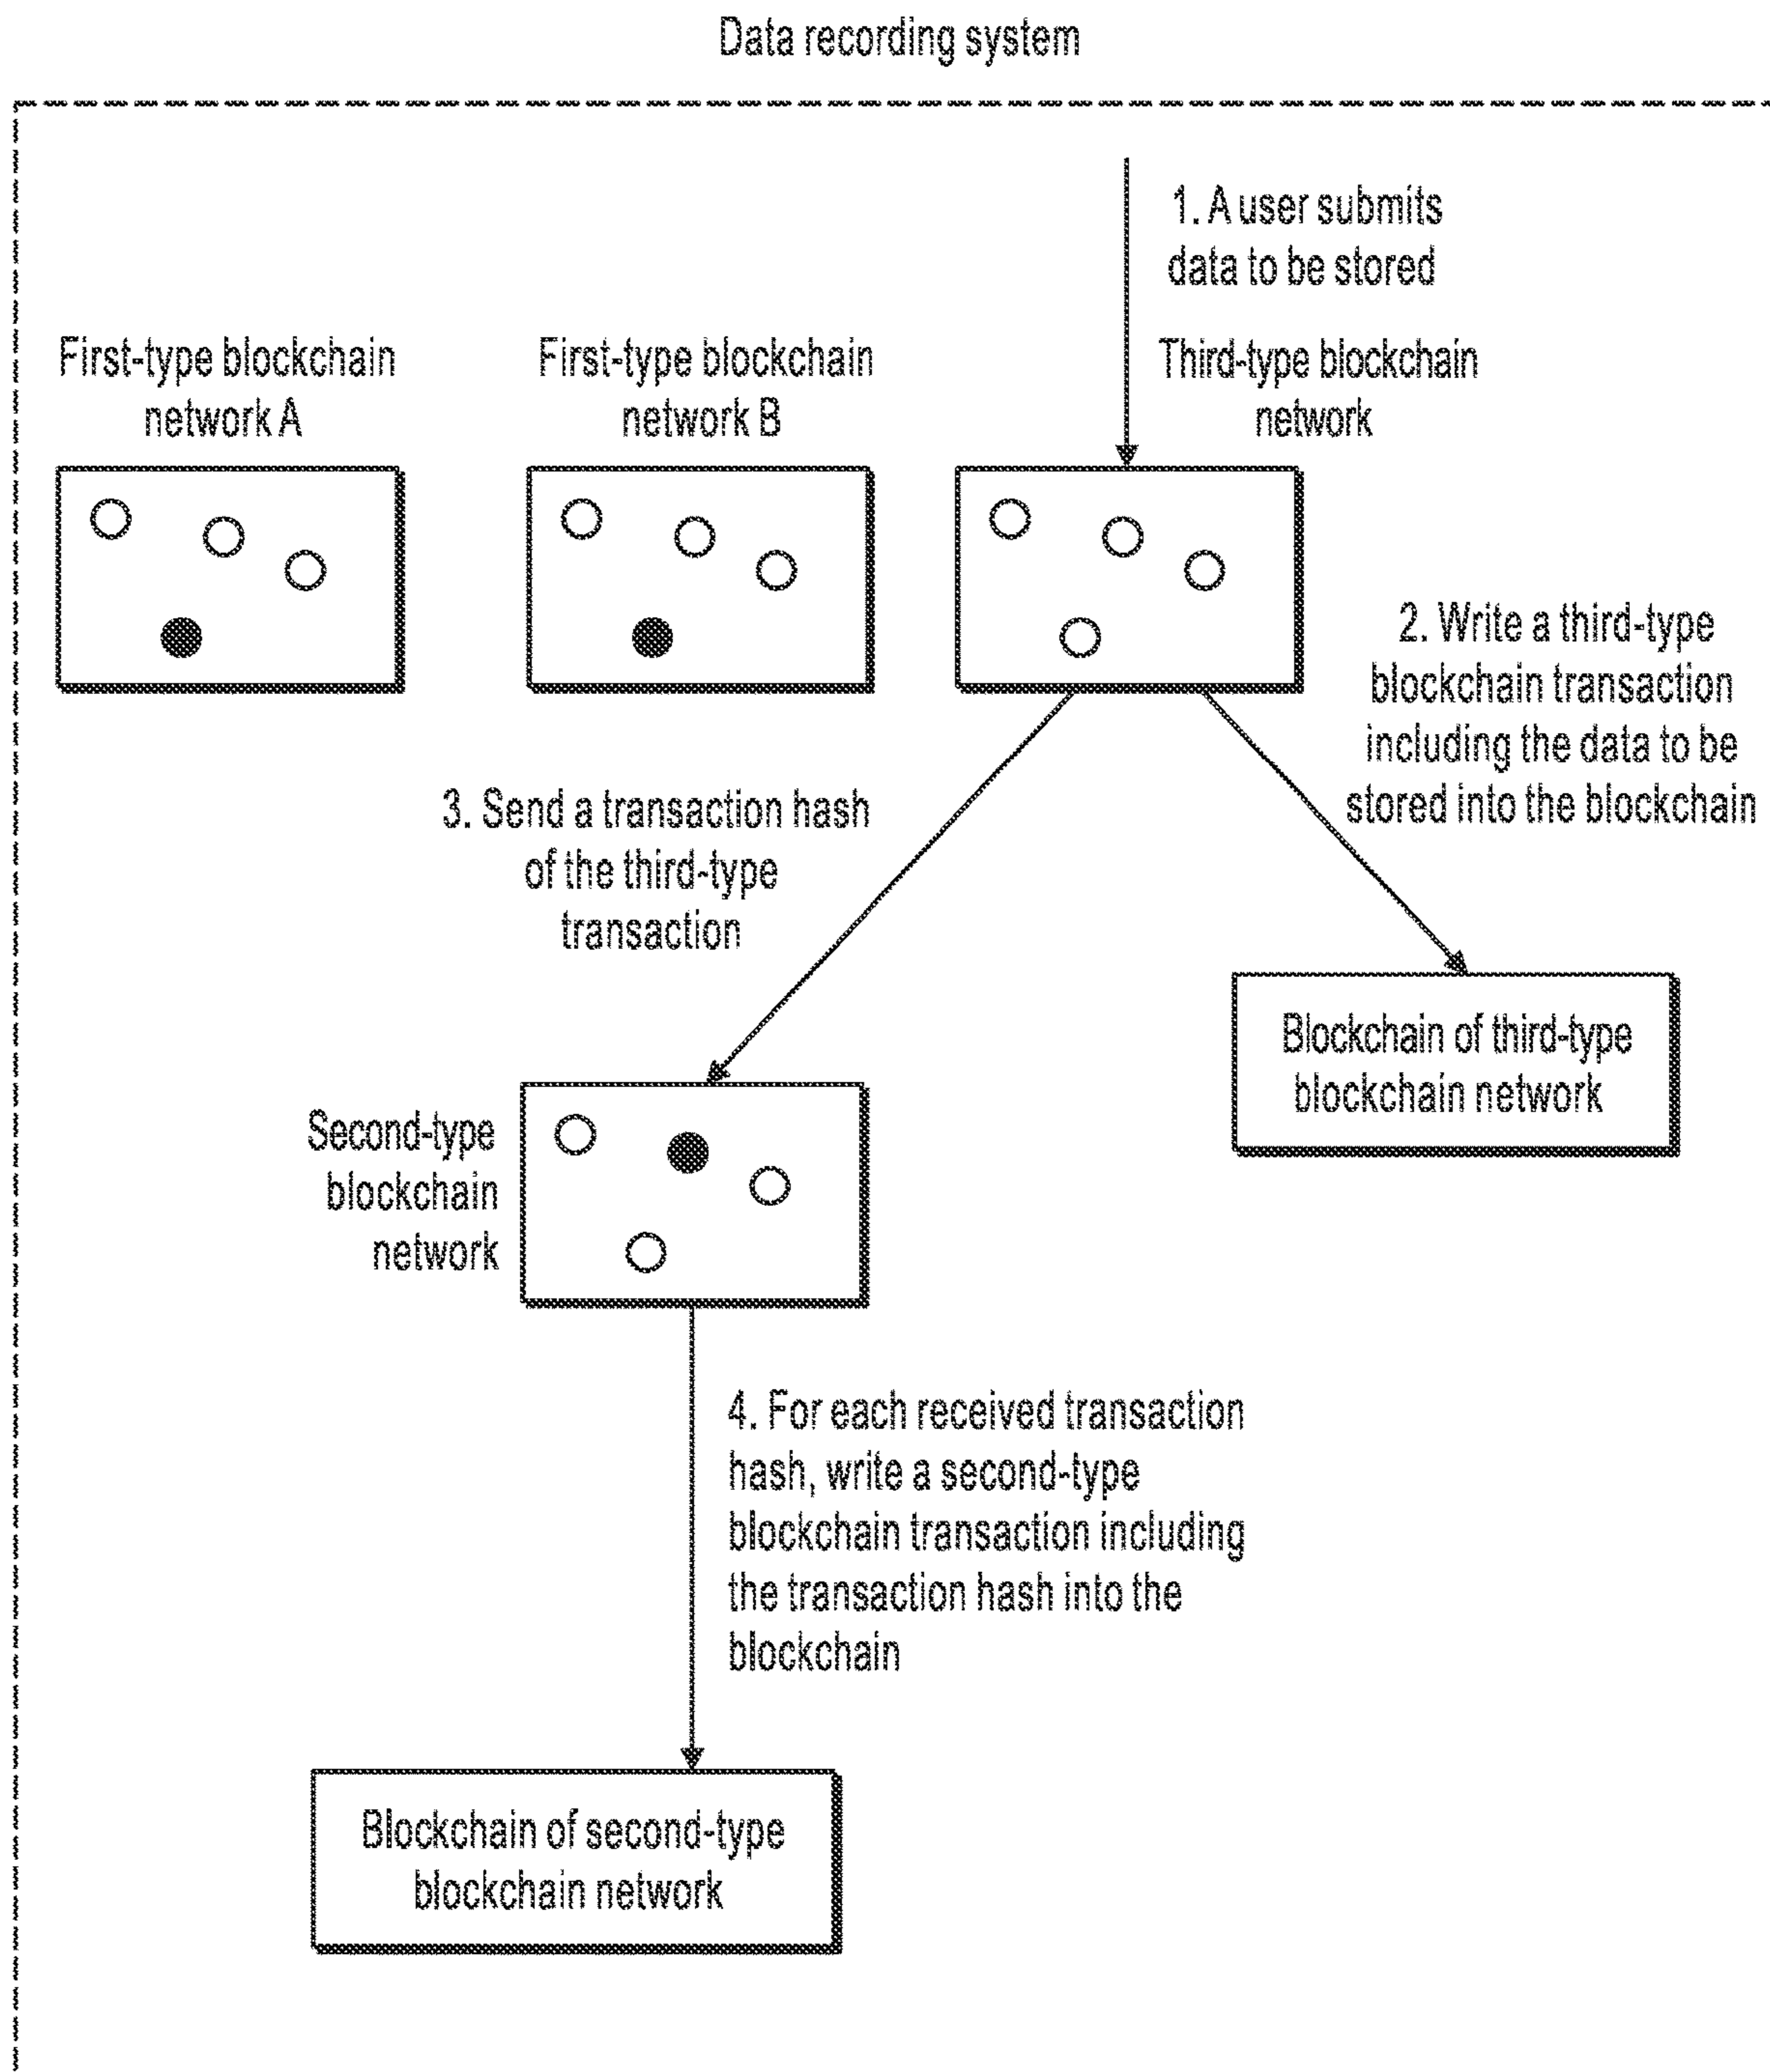 Data recording system
1. A user submits
data to be stored
First-type blockchain
network A
First-type blockchain
network B
Third-type blockchain
network
2. Write a third-type
blockchain transaction
including the data to be
stored into the blockchain
3. Send a transaction hash
of the third-type
transaction
Blockchain of third-type
blockchain network
Second-type
blockchain
network
4. For each received transaction
hash, write a second-type
blockchain transaction including
the transaction hash into the
blockchain
Blockchain of second-type
blockchain network